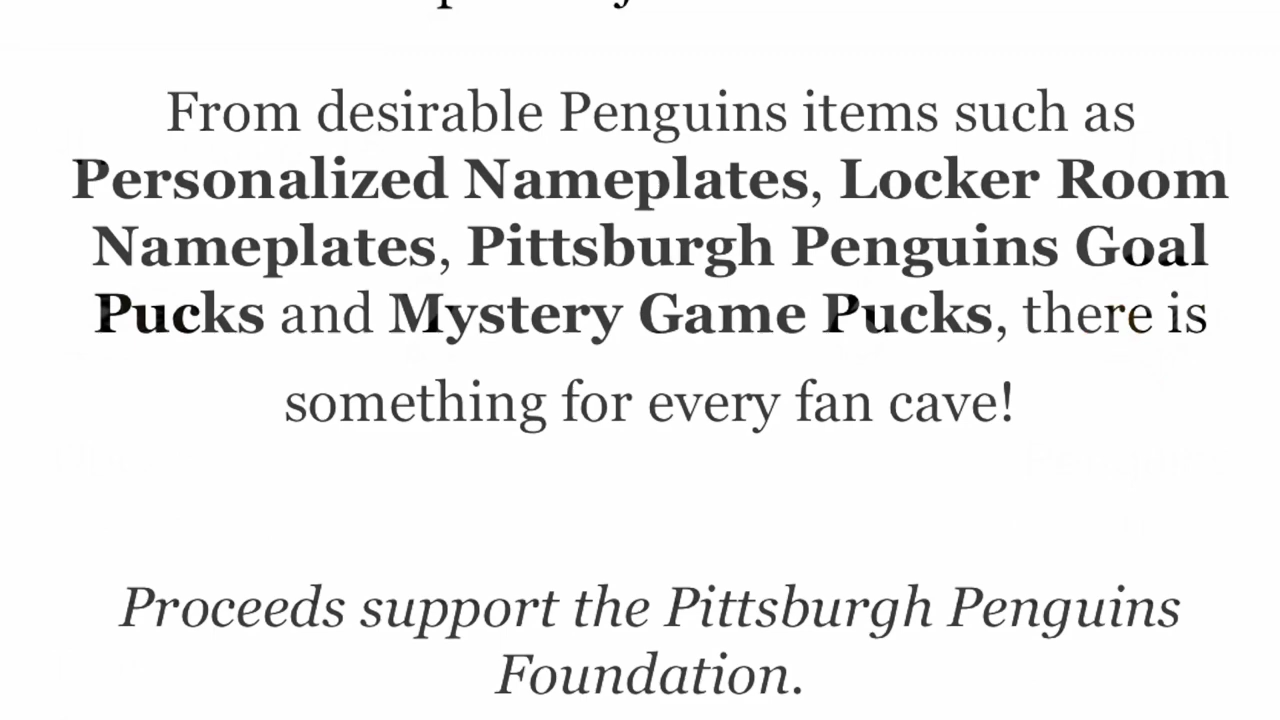 From desirable Penguins items such as
Personalized Nameplates, Locker Room
Nameplates, Pittsburgh Penguins Goal
Pucks and Mystery Game Pucks, there is
something for every fan cave!
Proceeds support the Pittsburgh Penguins
Foundation.